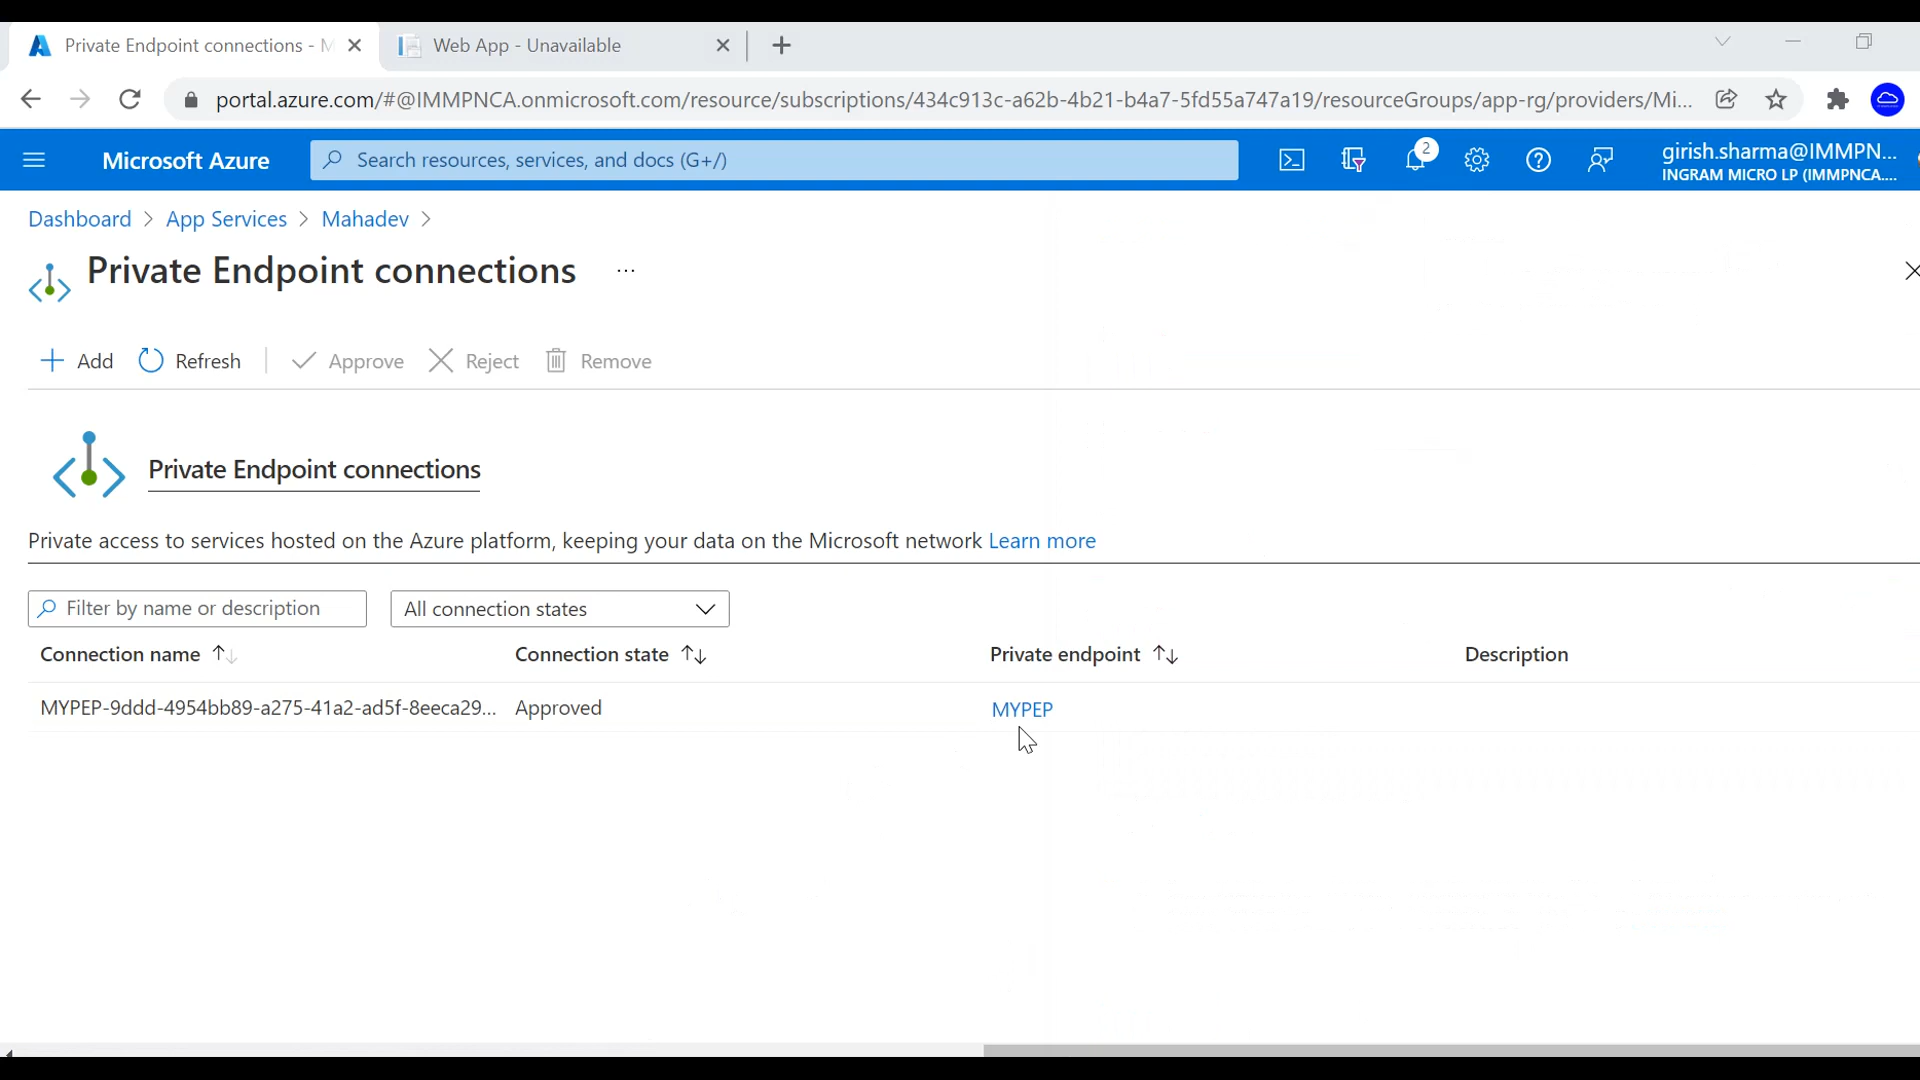 Private Endpoint connections - M
Web App - Unavailable
portal.azure.com/#@IMMPNCA.onmicrosoft.com/resource/subscriptions/434c913c-a62b-4b21-b4a7-5fd55a747a19/resourceGroups/app-rg/providers/Mi...
Microsoft Azure
Search resources, services, and docs (G+/)
2
girish.sharma@IMMPN...
INGRAM MICRO LP (IMMPNCA....
Dashboard > App Services > Mahadev >
Private Endpoint connections ...
Add Refresh Approve Reject Remove
Private Endpoint connections
Private access to services hosted on the Azure platform, keeping your data on the Microsoft network Learn more
Filter by name or description All connection states
Connection name Connection state Private endpoint Description
MYPEP-9ddd-4954bb89-a275-41a2-ad5f-8eeca29... Approved MYPEP